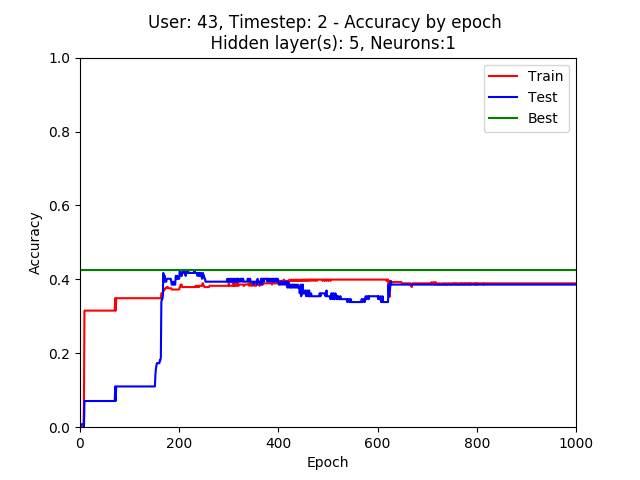 User: 43, Timestep: 2 - Accuracy by epoch
Hidden layer(s): 5, Neurons:1
Train
Test
Best
Accuracy
1.0
0.8
0.6
0.4
0.2
0.0
0 200 400 600 800 1000
Epoch